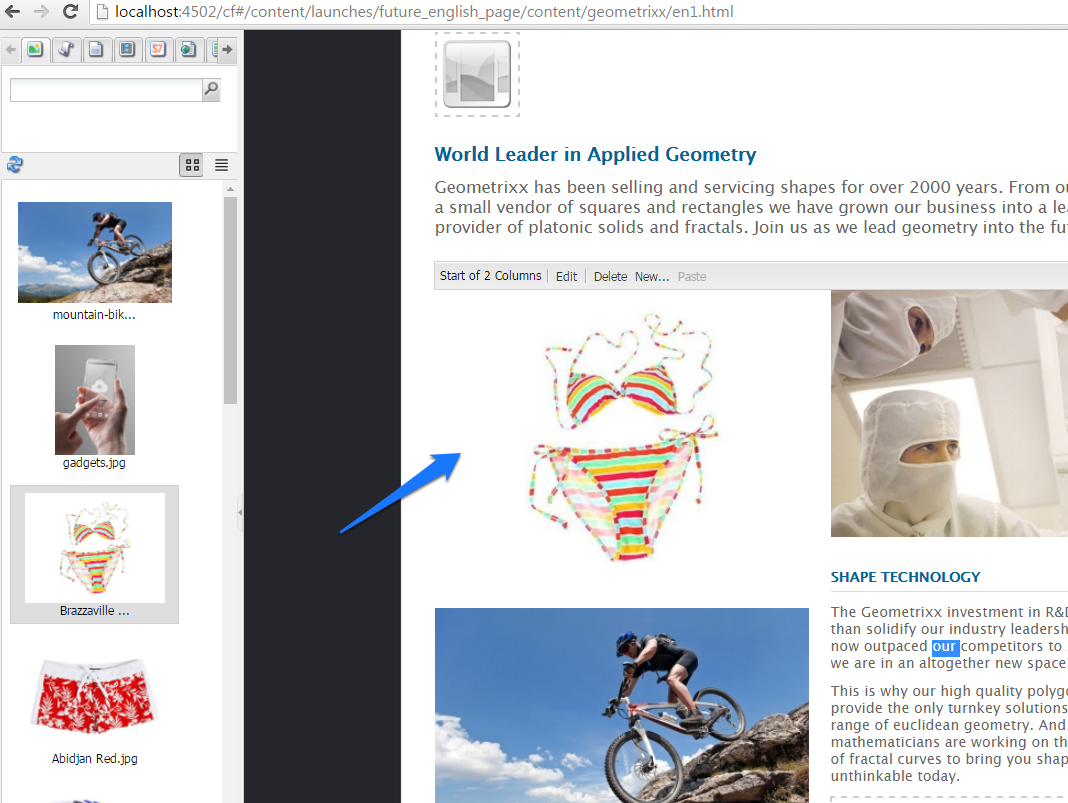 localhost:4502/cf#/content/launches/future_english_page/content/geometrixx/en1.html
S7
mountain-bik...
gadgets.jpg
Brazzaville ...
Abidjan Red.jpg
World Leader in Applied Geometry
Geometrixx has been selling and servicing shapes for over 2000 years. From ou
a small vendor of squares and rectangles we have grown our business into a lea
provider of platonic solids and fractals. Join us as we lead geometry into the fu
Start of 2 Columns Edit Delete New... Paste
SHAPE TECHNOLOGY
The Geometrixx investment in R&D
than solidify our industry leadersh
now outpaced our competitors to
we are in an altogether new space
This is why our high quality polygo
provide the only turnkey solutions
range of euclidean geometry. And
mathematicians are working on th
of fractal curves to bring you shap
unthinkable today.